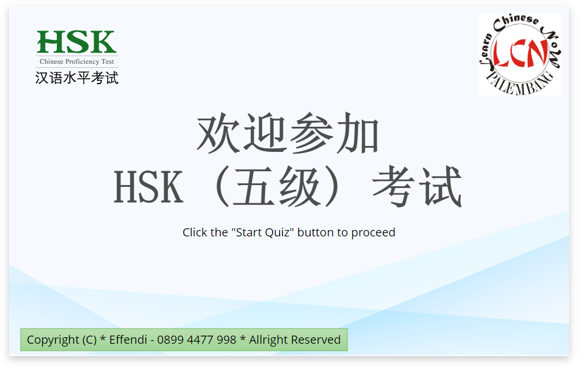 HSK
Chinese Proficiency Test
汉语水平考试
Learn Chinese Now
LCN
PALEMBANG
欢迎参加
HSK（五级）考试
Click the "Start Quiz" button to proceed
Copyright (C) * Effendi - 0899 4477 998 * Allright Reserved